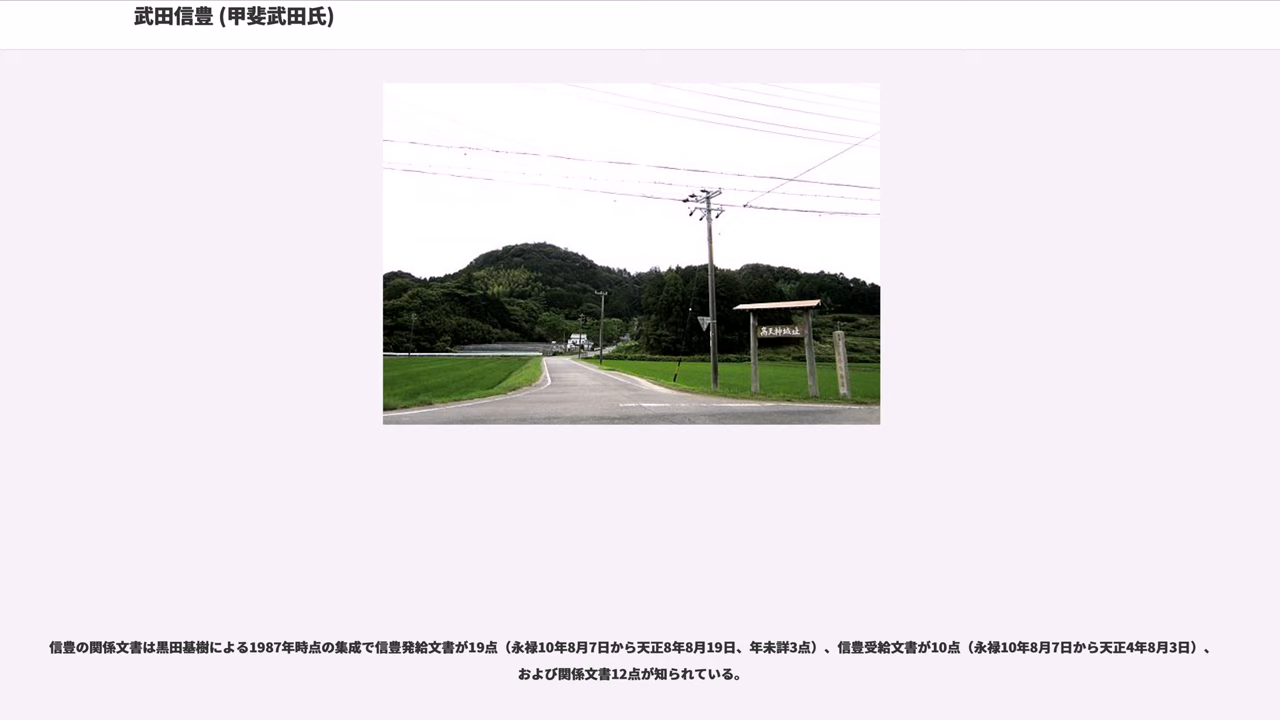 武田信豊 (甲斐武田氏)
高天神城址
信豊の関係文書は黒田基樹による1987年時点の集成で信豊発給文書が19点（永禄10年8月7日から天正8年8月19日、年未詳3点）、信豊受給文書が10点（永禄10年8月7日から天正4年8月3日）、
および関係文書12点が知られている。